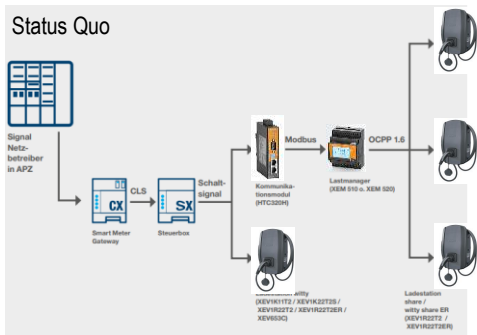 Status Quo
Signal
Netz-
betreiber
in APZ
CX
CLS
SX
Smart Meter
Gateway
Steuerbox
Schalt-
signal
Kommunika-
tionsmodul
(HTC320H)
Modbus
Lastmanager
(XEM 510 o. XEM 520)
OCPP 1.6
Ladestation witty
(XEV1K11T2 / XEV1K22T2S /
XEV1R22T2 / XEV1R22T2ER /
XEV653C)
Ladestation
share /
witty share ER
(XEV1R22T2 /
XEV1R22T2ER)